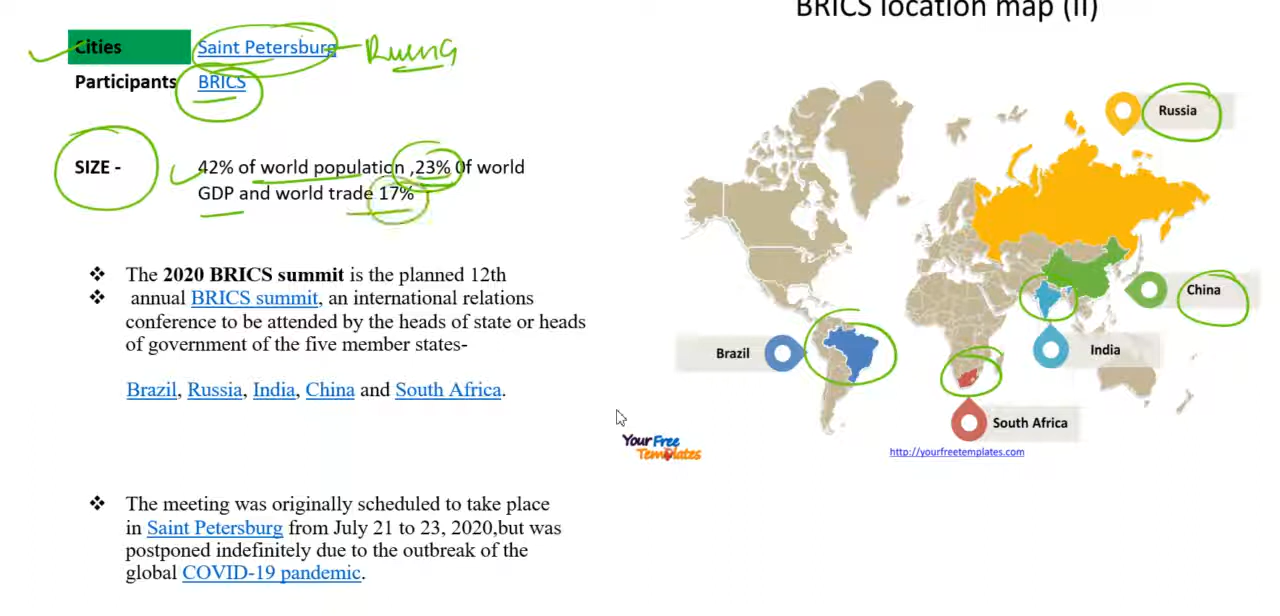 BRICS location map (II)
Cities Saint Petersburg
Participants BRICS
SIZE - 42% of world population ,23% Of world
GDP and world trade 17%
❖ The 2020 BRICS summit is the planned 12th
❖ annual BRICS summit, an international relations
conference to be attended by the heads of state or heads
of government of the five member states-
Brazil, Russia, India, China and South Africa.
❖ The meeting was originally scheduled to take place
in Saint Petersburg from July 21 to 23, 2020,but was
postponed indefinitely due to the outbreak of the
global COVID-19 pandemic.
Russia
China
India
Brazil
South Africa
Your Free
Templates
http://yourfreetemplates.com